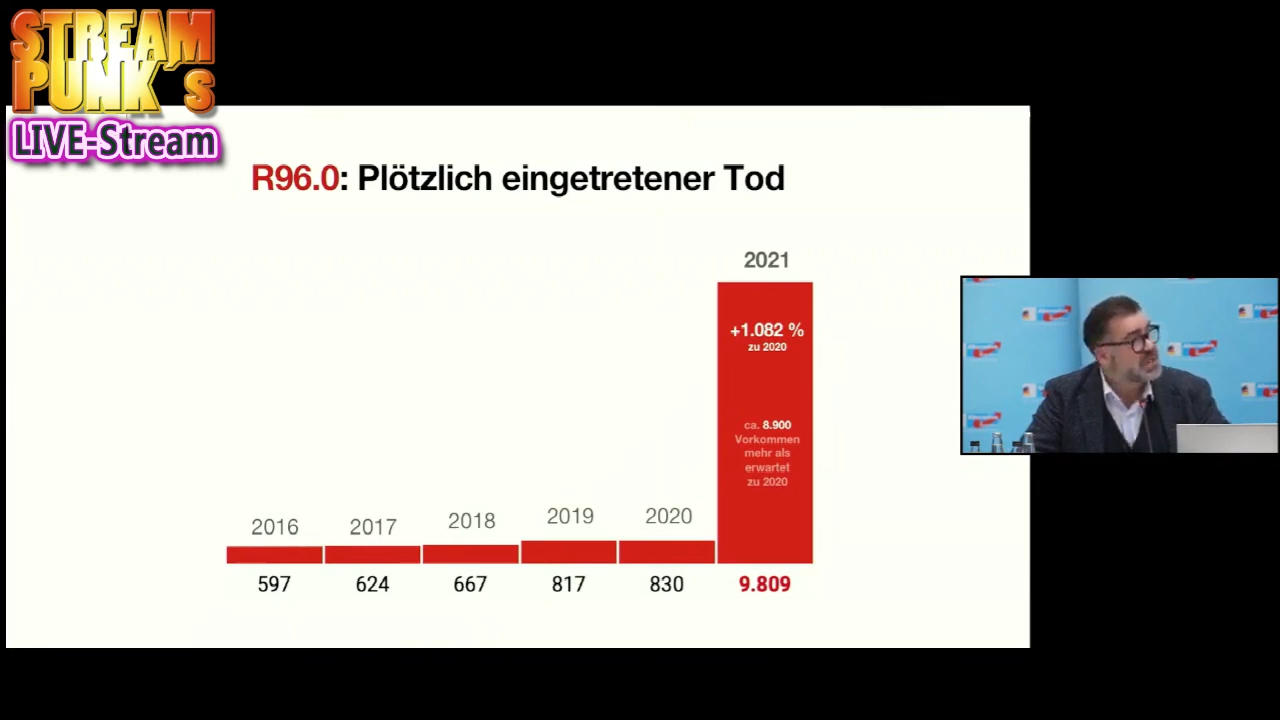 STREAM
PUNK´s
LIVE-Stream
R96.0: Plötzlich eingetretener Tod
2021
+1.082 %
zu 2020
ca. 8.900
Vorkommen
mehr als
erwartet
zu 2020
2016
2017
2018
2019
2020
597
624
667
817
830
9.809